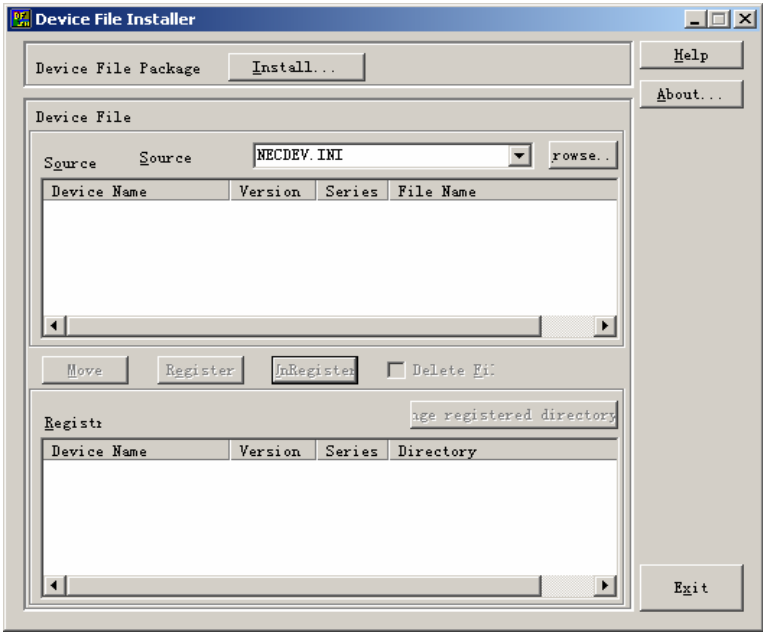 Device File Installer
Device File Package Install...
Help
About...
Device File
Source Source NECDEV.INI rowse..
Device Name Version Series File Name
Move Register UnRegister Delete Fil
Registr age registered directory
Device Name Version Series Directory
Exit